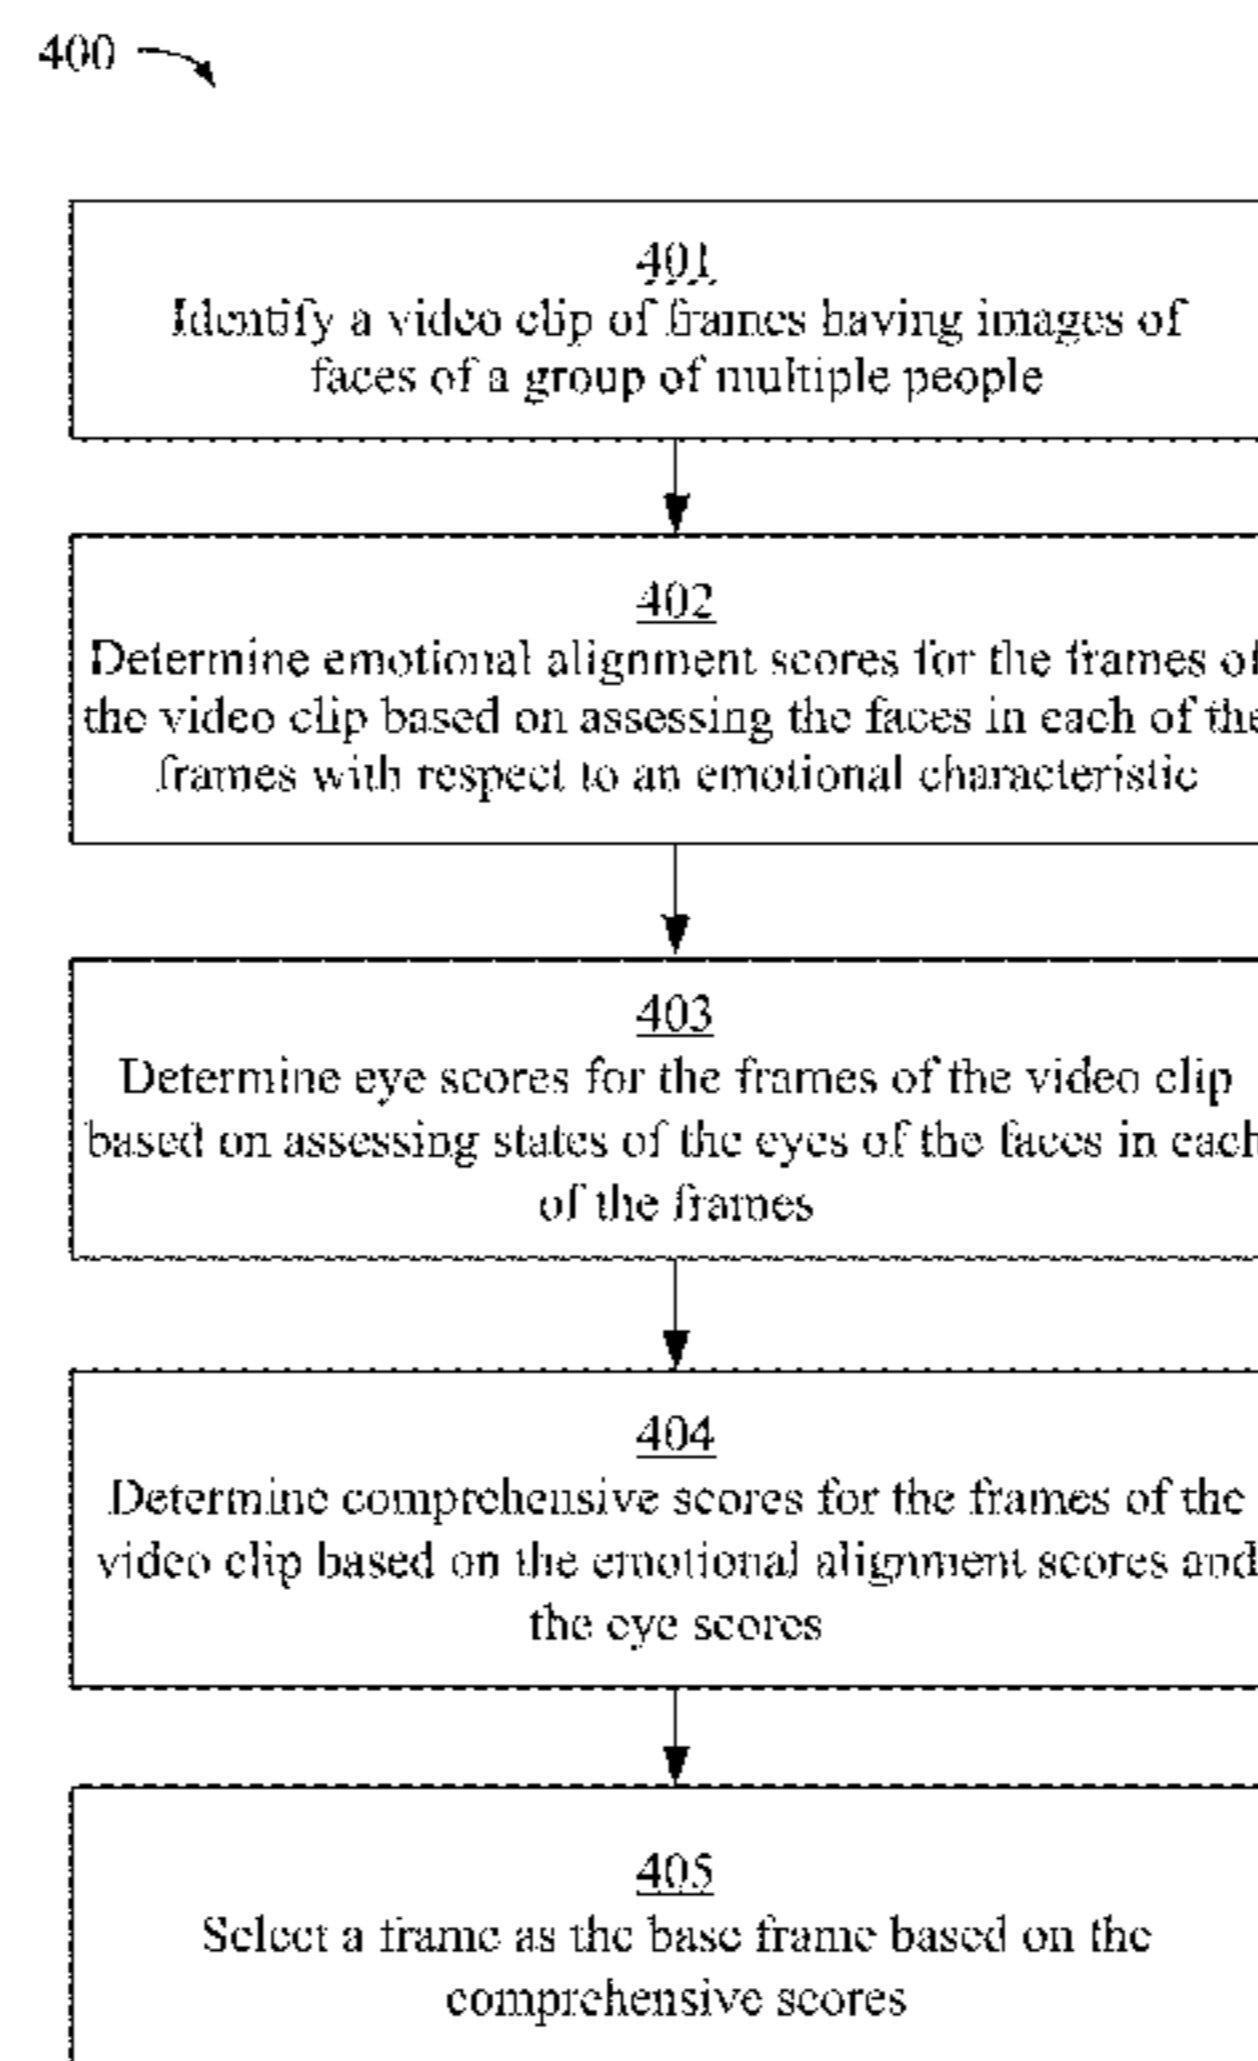 400
401
Identify a video clip of frames having images of
faces of a group of multiple people
402
Determine emotional alignment scores for the frames of
the video clip based on assessing the faces in each of the
frames with respect to an emotional characteristic
403
Determine eye scores for the frames of the video clip
based on assessing states of the eyes of the faces in each
of the frames
404
Determine comprehensive scores for the frames of the
video clip based on the emotional alignment scores and
the eye scores
405
Select a frame as the base frame based on the
comprehensive scores